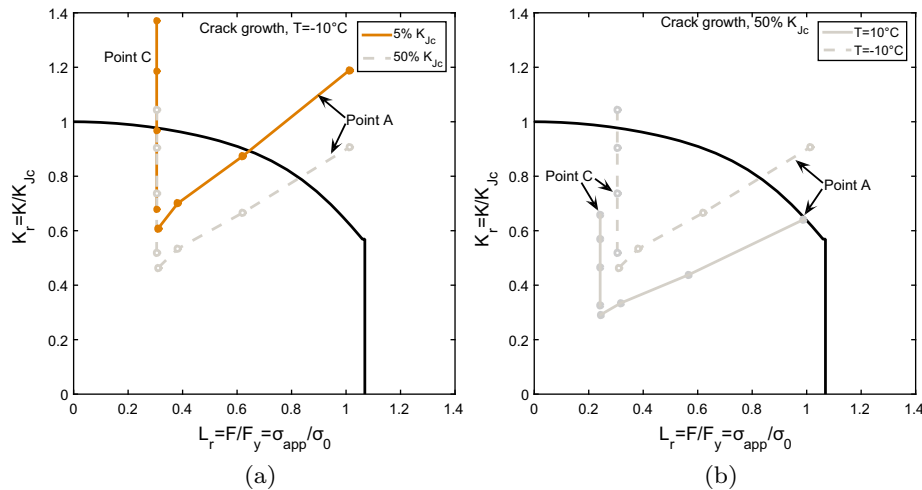 Crack growth, T=-10°C
5% K_Jc
50% K_Jc
Point C
Point A
1.4
1.2
1
0.8
0.6
0.4
0.2
0
K_r=K/K_Jc
0 0.2 0.4 0.6 0.8 1 1.2 1.4
L_r=F/F_y=σ_app/σ_0
(a)
Crack growth, 50% K_Jc
T=10°C
T=-10°C
Point C
Point A
1.4
1.2
1
0.8
0.6
0.4
0.2
0
K_r=K/K_Jc
0 0.2 0.4 0.6 0.8 1 1.2 1.4
L_r=F/F_y=σ_app/σ_0
(b)